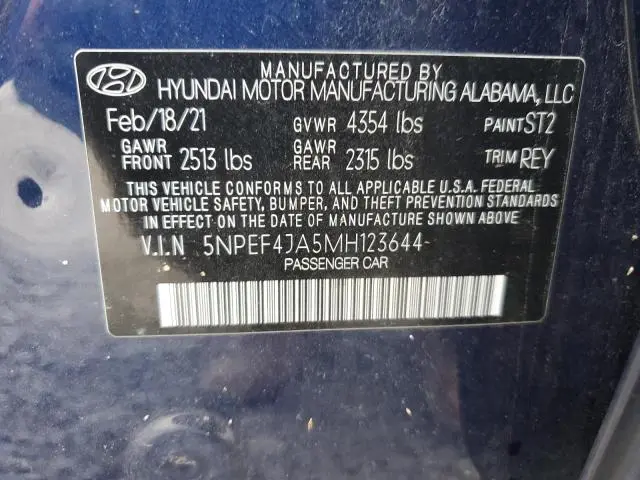 MANUFACTURED BY
HYUNDAI MOTOR MANUFACTURING ALABAMA, LLC
Feb/18/21 GVWR 4354 lbs PAINT ST2
GAWR FRONT 2513 lbs GAWR REAR 2315 lbs TRIM REY
THIS VEHICLE CONFORMS TO ALL APPLICABLE U.S.A. FEDERAL
MOTOR VEHICLE SAFETY, BUMPER, AND THEFT PREVENTION STANDARDS
IN EFFECT ON THE DATE OF MANUFACTURE SHOWN ABOVE
V.I.N 5NPEF4JA5MH123644-
PASSENGER CAR